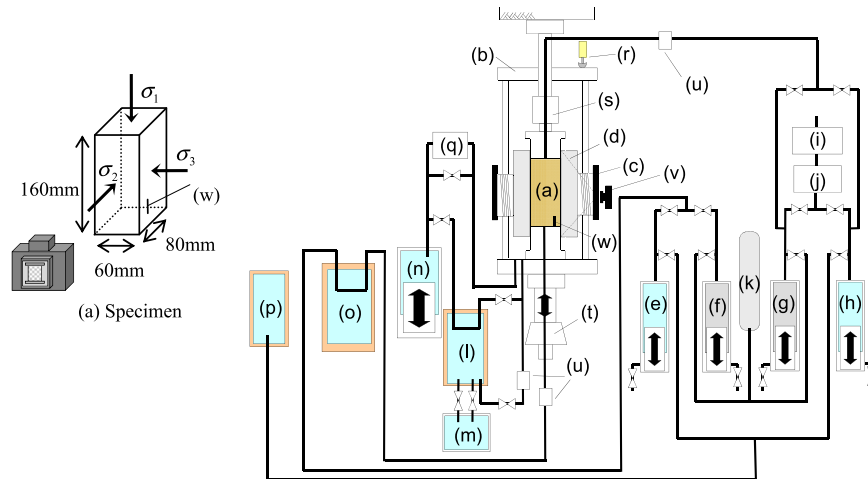 σ1
σ3
σ2
160mm
(w)
80mm
60mm
(a) Specimen
(b)
(r)
(u)
(s)
(q)
(d)
(i)
(c)
(j)
(a)
(v)
(w)
(n)
(p)
(o)
(e)
(f)
(k)
(g)
(h)
(t)
(l)
(u)
(m)